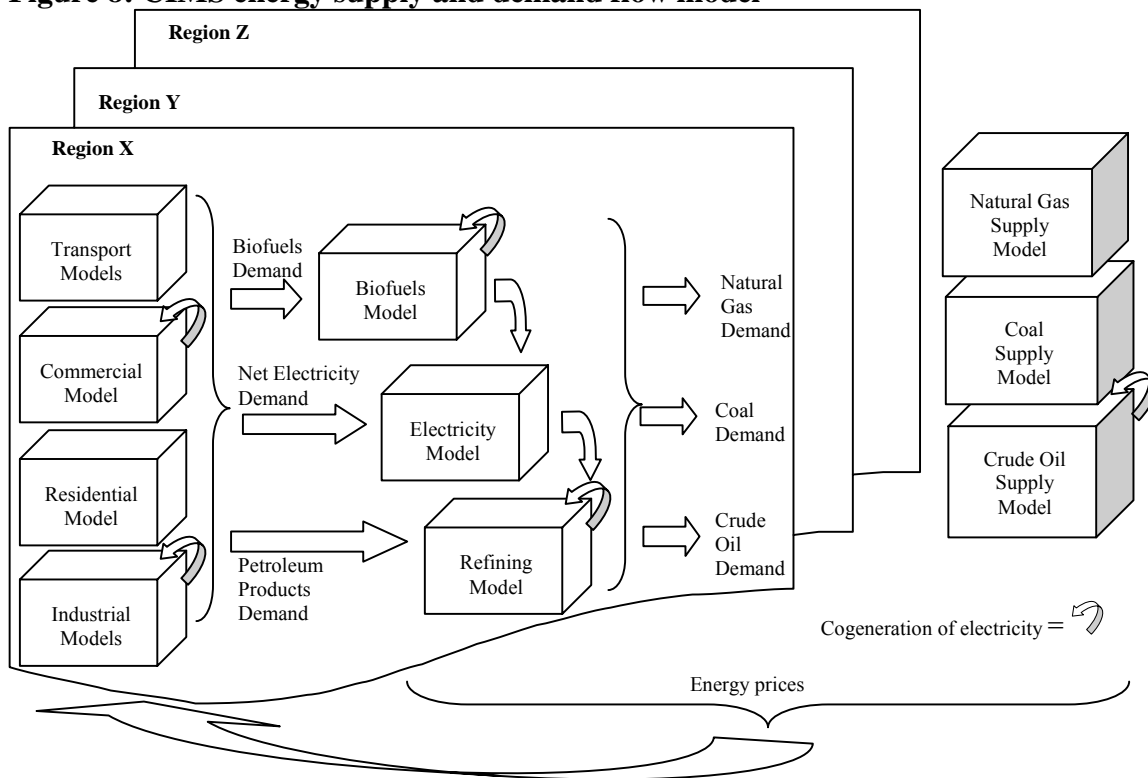 Figure 8: CIMS energy supply and demand flow model
Region Z
Region Y
Region X
Transport
Models
Commercial
Model
Residential
Model
Industrial
Models
Biofuels
Demand
Net Electricity
Demand
Petroleum
Products
Demand
Biofuels
Model
Electricity
Model
Refining
Model
Natural
Gas
Demand
Coal
Demand
Crude
Oil
Demand
Natural Gas
Supply
Model
Coal
Supply
Model
Crude Oil
Supply
Model
Cogeneration of electricity =
Energy prices